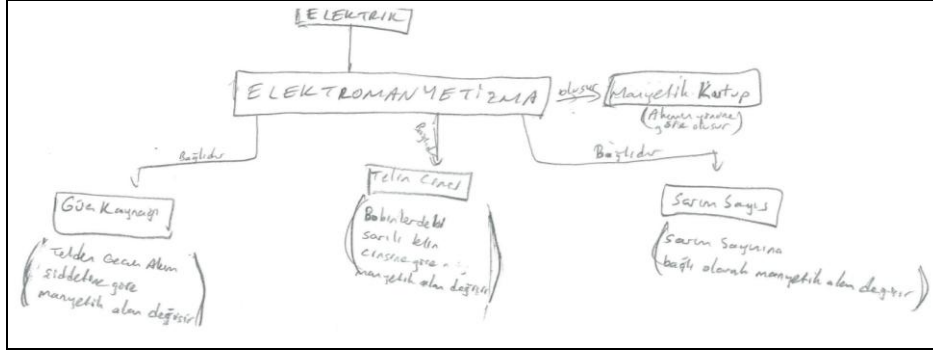 ELEKTRIK
ELEKTROMANYETİZMA
oluşur
Manyetik Kutup
(Akımın yönüne
göre oluşur)
Bağlıdır
Bağlıdır
Bağlıdır
Güç Kaynağı
Telin Cinsi
Sarım Sayısı
(Telden Geçen Akım
şiddetine göre
manyetik alan değişir)
(Bobinlerdeki
sarılı telin
cinsine göre
manyetik alan değişir)
(Sarım Sayısına
bağlı olarak manyetik alan değişir)